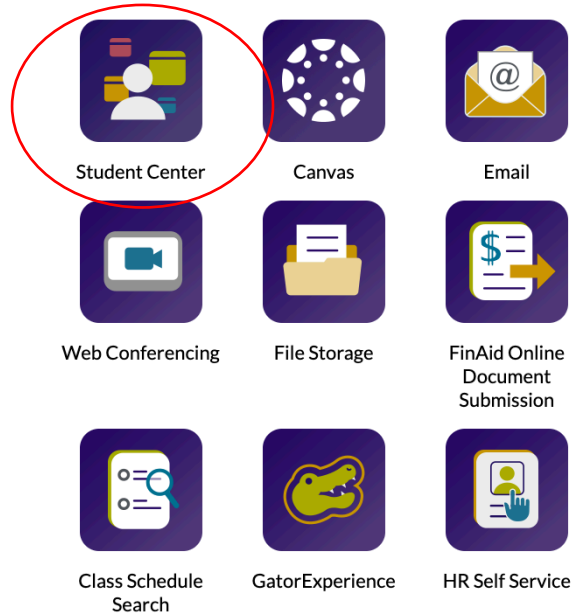 @
Student Center
Canvas
Email
$
Web Conferencing
File Storage
FinAid Online
Document
Submission
Class Schedule
Search
GatorExperience
HR Self Service